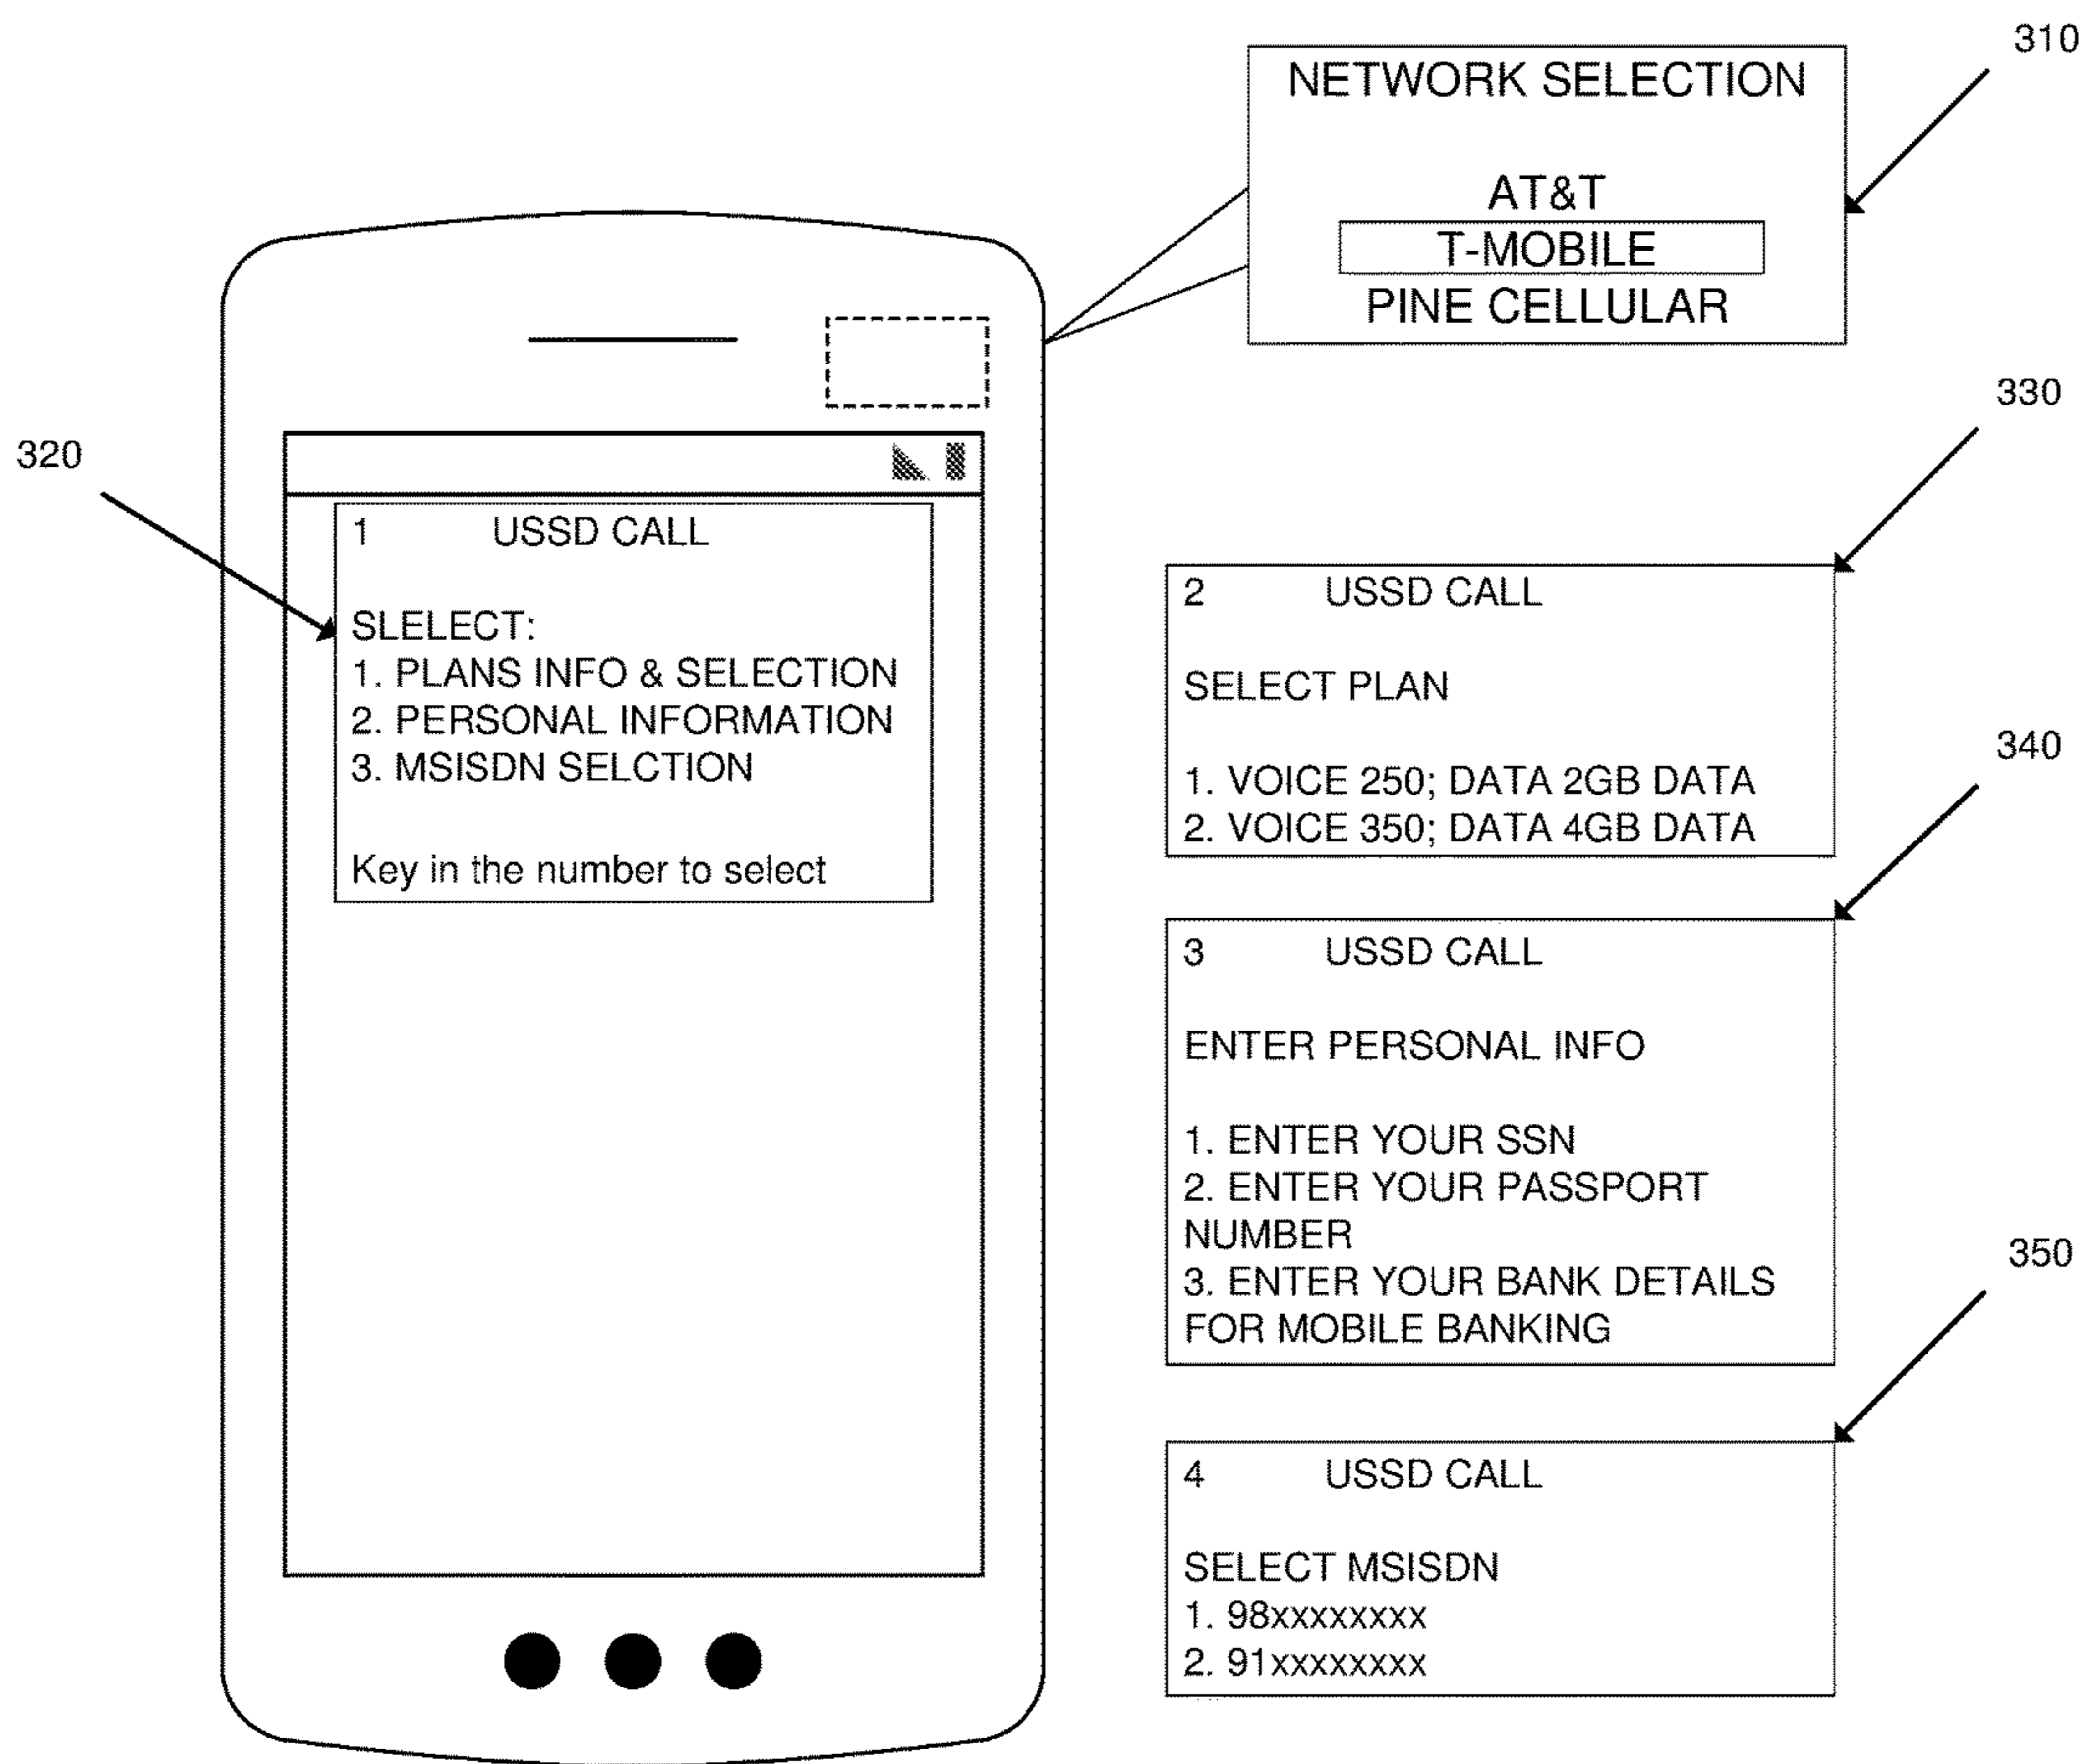 310
NETWORK SELECTION
AT&T
T-MOBILE
PINE CELLULAR
320
1 USSD CALL
SLELECT:
1. PLANS INFO & SELECTION
2. PERSONAL INFORMATION
3. MSISDN SELCTION
Key in the number to select
330
2 USSD CALL
SELECT PLAN
1. VOICE 250; DATA 2GB DATA
2. VOICE 350; DATA 4GB DATA
340
3 USSD CALL
ENTER PERSONAL INFO
1. ENTER YOUR SSN
2. ENTER YOUR PASSPORT
NUMBER
3. ENTER YOUR BANK DETAILS
FOR MOBILE BANKING
350
4 USSD CALL
SELECT MSISDN
1. 98xxxxxxxx
2. 91xxxxxxxx